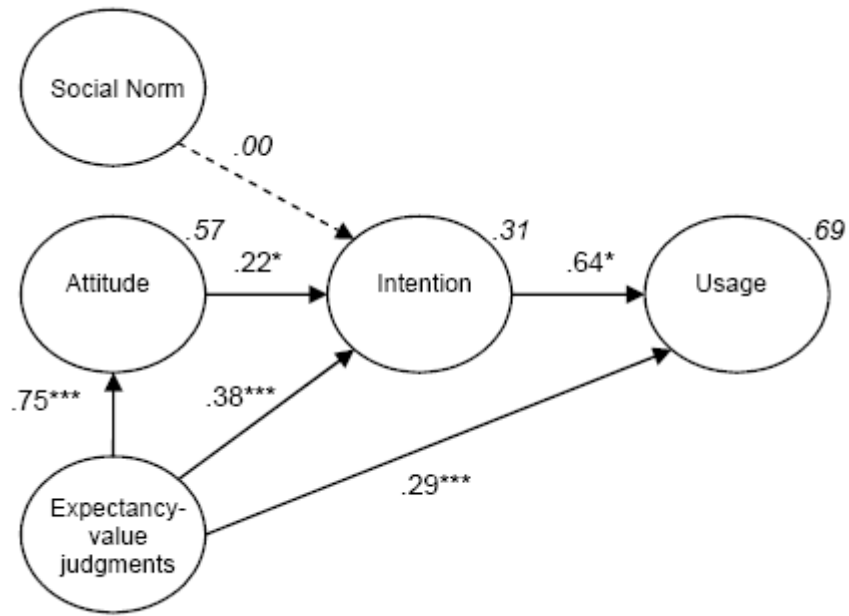 Social Norm
.00
.57
.31
.69
Attitude
.22*
Intention
.64*
Usage
.75***
.38***
.29***
Expectancy-
value
judgments